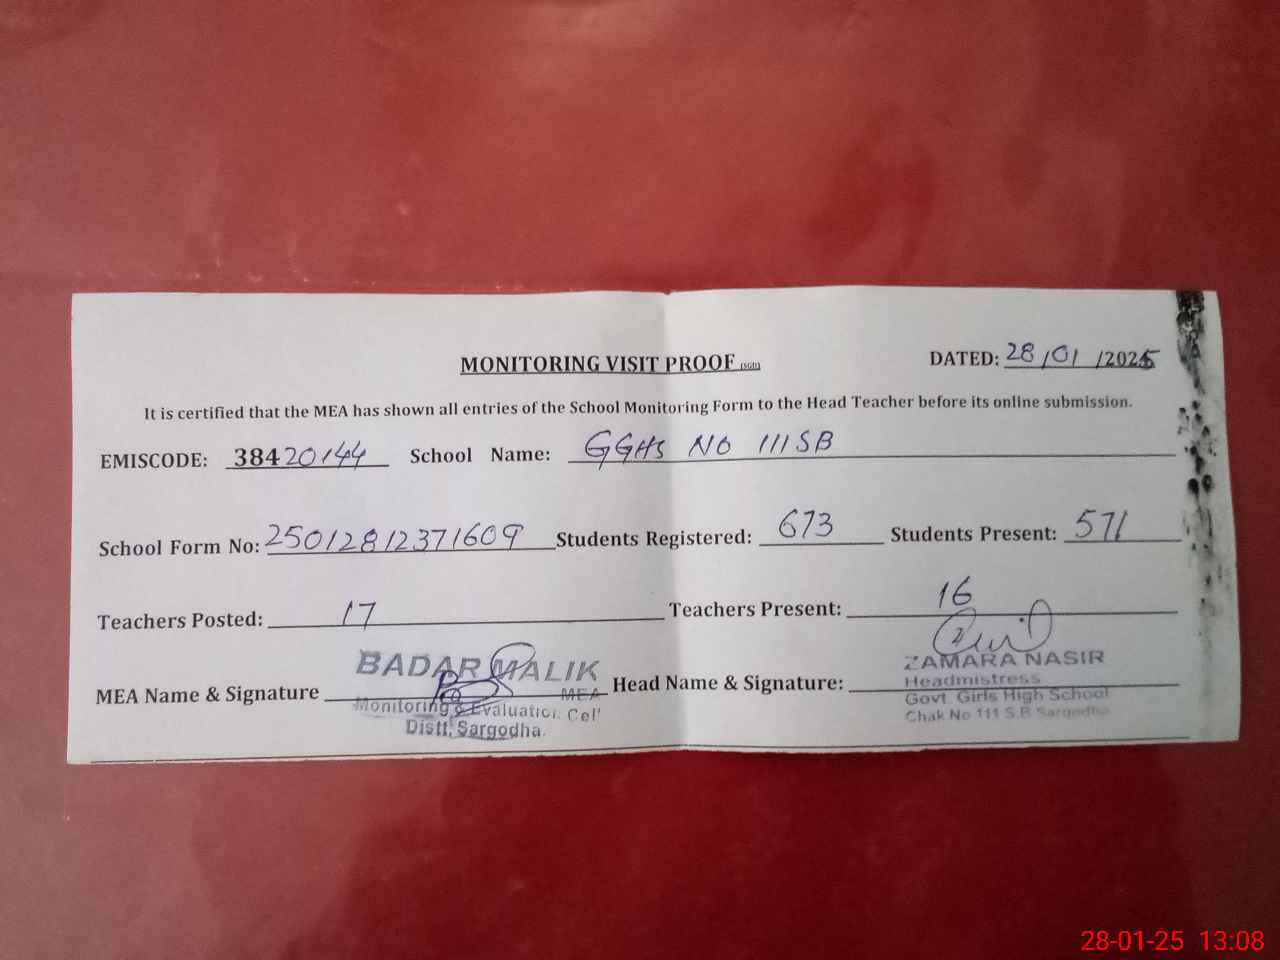 MONITORING VISIT PROOF (SGD)
DATED: 28/01/2025
It is certified that the MEA has shown all entries of the School Monitoring Form to the Head Teacher before its online submission.
EMISCODE: 38420144 School Name: GGHS NO 111 SB
School Form No: 25012812371609 Students Registered: 673 Students Present: 571
Teachers Posted: 17 Teachers Present: 16
MEA Name & Signature Head Name & Signature:
BADAR MALIK
MEA
Monitoring & Evaluation Cell
Distt, Sargodha.
ZAMARA NASIR
Headmistress
Govt. Girls High School
Chak No 111 S.B Sargodha
28-01-25 13:08